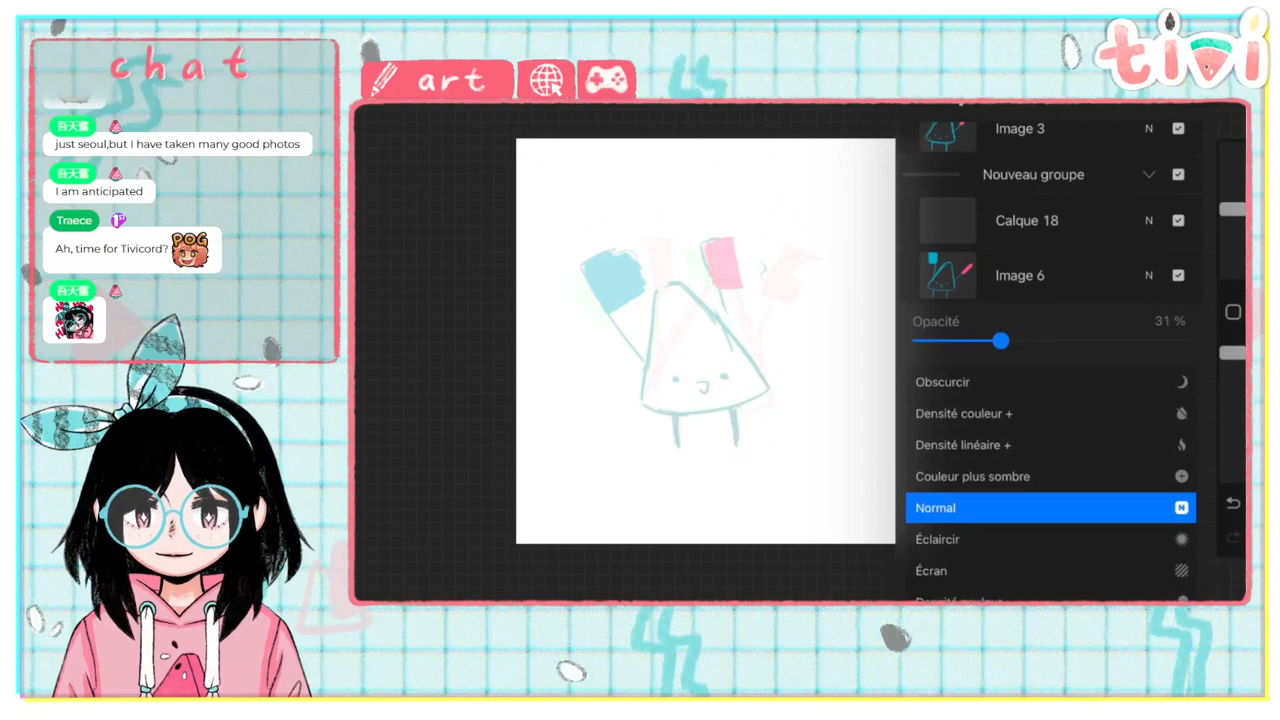 chat
吾天奮
just seoul,but I have taken many good photos
吾天奮
I am anticipated
Traece
1ST
Ah, time for Tivicord?
POG
吾天奮
art
tivi
Image 3
N
Nouveau groupe
Calque 18
N
Image 6
N
Opacité
31 %
Obscurcir
Densité couleur +
Densité linéaire +
Couleur plus sombre
Normal
N
Éclaircir
Écran